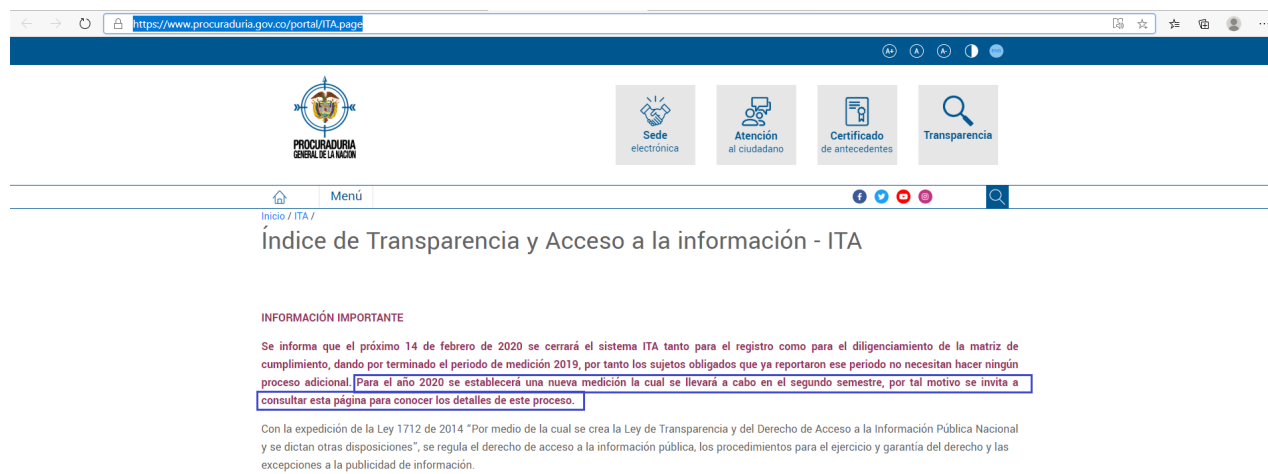 https://www.procuraduria.gov.co/portal/ITA.page
A+ A A-
PROCURADURIA
GENERAL DE LA NACION
Sede
electrónica
Atención
al ciudadano
Certificado
de antecedentes
Transparencia
Menú
Inicio / ITA /
Índice de Transparencia y Acceso a la información - ITA
INFORMACIÓN IMPORTANTE
Se informa que el próximo 14 de febrero de 2020 se cerrará el sistema ITA tanto para el registro como para el diligenciamiento de la matriz de
cumplimiento, dando por terminado el periodo de medición 2019, por tanto los sujetos obligados que ya reportaron ese periodo no necesitan hacer ningún
proceso adicional. Para el año 2020 se establecerá una nueva medición la cual se llevará a cabo en el segundo semestre, por tal motivo se invita a
consultar esta página para conocer los detalles de este proceso.
Con la expedición de la Ley 1712 de 2014 “Por medio de la cual se crea la Ley de Transparencia y del Derecho de Acceso a la Información Pública Nacional
y se dictan otras disposiciones”, se regula el derecho de acceso a la información pública, los procedimientos para el ejercicio y garantía del derecho y las
excepciones a la publicidad de información.